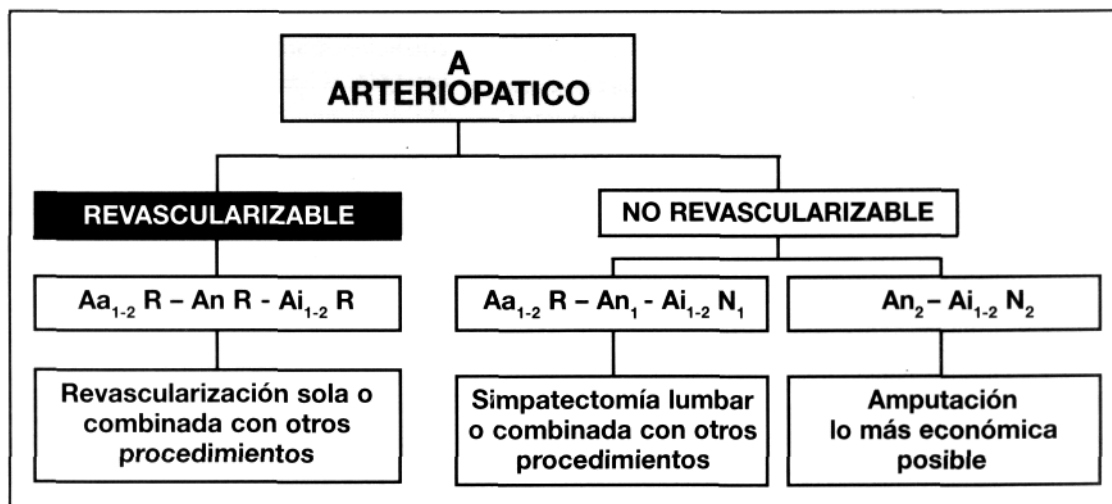 A
ARTERIOPATICO
REVASCULARIZABLE
NO REVASCULARIZABLE
Aa₁₋₂ R – An R - Ai₁₋₂ R
Aa₁₋₂ R – An₁ - Ai₁₋₂ N₁
An₂ – Ai₁₋₂ N₂
Revascularización sola o
combinada con otros
procedimientos
Simpatectomía lumbar
o combinada con otros
procedimientos
Amputación
lo más económica
posible